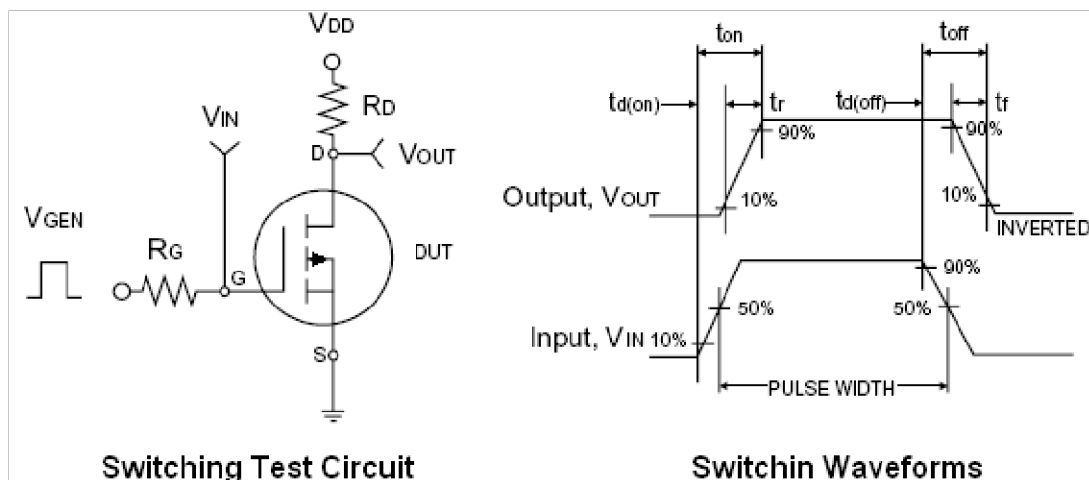 VDD
RD
VIN
D
VOUT
VGEN
RG
G
DUT
S
Switching Test Circuit
ton
toff
td(on)
tr
td(off)
tf
90%
90%
Output, VOUT
10%
10%
INVERTED
90%
50%
50%
Input, VIN 10%
PULSE WIDTH
Switchin Waveforms